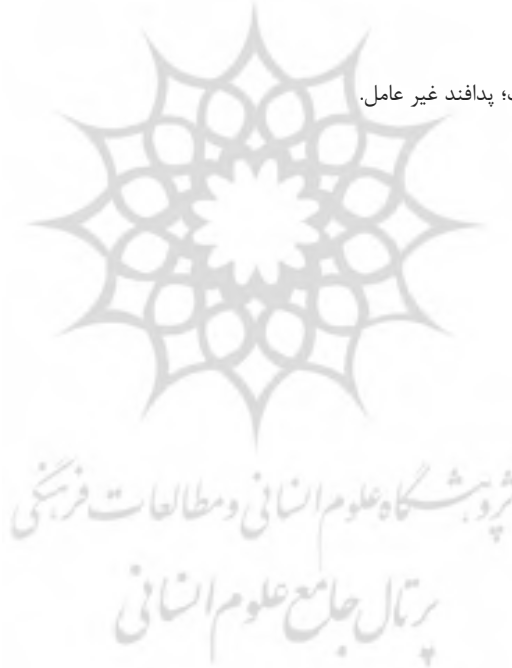 ؛ پدافند غیر عامل.
پژوهشگاه علوم انسانی و مطالعات فرهنگی
پرتال جامع علوم انسانی